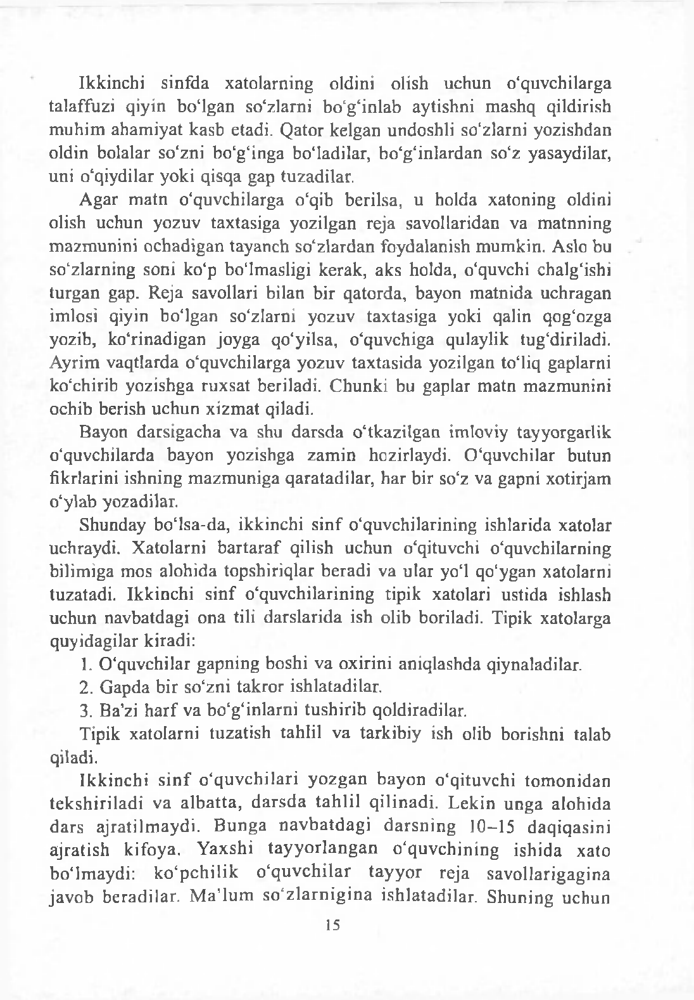 Ikkinchi sinfda xatolarning oldini olish uchun o‘quvchilarga
talaffuzi qiyin bo‘lgan so‘zlarni bo‘g‘inlab aytishni mashq qildirish
muhim ahamiyat kasb etadi. Qator kelgan undoshli so‘zlarni yozishdan
oldin bolalar so‘zni bo‘g‘inga bo‘ladilar, bo‘g‘inlardan so‘z yasaydilar,
uni o‘qiydilar yoki qisqa gap tuzadilar.
Agar matn o‘quvchilarga o‘qib berilsa, u holda xatoning oldini
olish uchun yozuv taxtasiga yozilgan reja savollaridan va matnning
mazmunini ochadigan tayanch so‘zlardan foydalanish mumkin. Aslo bu
so‘zlarning soni ko‘p bo‘lmasligi kerak, aks holda, o‘quvchi chalg‘ishi
turgan gap. Reja savollari bilan bir qatorda, bayon matnida uchragan
imlosi qiyin bo‘lgan so‘zlarni yozuv taxtasiga yoki qalin qog‘ozga
yozib, ko‘rinadigan joyga qo‘yilsa, o‘quvchiga qulaylik tug‘diriladi.
Ayrim vaqtlarda o‘quvchilarga yozuv taxtasida yozilgan to‘liq gaplarni
ko‘chirib yozishga ruxsat beriladi. Chunki bu gaplar matn mazmunini
ochib berish uchun xizmat qiladi.
Bayon darsigacha va shu darsda o‘tkazilgan imloviy tayyorgarlik
o‘quvchilarda bayon yozishga zamin hozirlaydi. O‘quvchilar butun
fikrlarini ishning mazmuniga qaratadilar, har bir so‘z va gapni xotirjam
o‘ylab yozadilar.
Shunday bo‘lsa-da, ikkinchi sinf o‘quvchilarining ishlarida xatolar
uchraydi. Xatolarni bartaraf qilish uchun o‘qituvchi o‘quvchilarning
bilimiga mos alohida topshiriqlar beradi va ular yo‘l qo‘ygan xatolarni
tuzatadi. Ikkinchi sinf o‘quvchilarining tipik xatolari ustida ishlash
uchun navbatdagi ona tili darslarida ish olib boriladi. Tipik xatolarga
quyidagilar kiradi:
1. O‘quvchilar gapning boshi va oxirini aniqlashda qiynaladilar.
2. Gapda bir so‘zni takror ishlatadilar.
3. Ba’zi harf va bo‘g‘inlarni tushirib qoldiradilar.
Tipik xatolarni tuzatish tahlil va tarkibiy ish olib borishni talab
qiladi.
Ikkinchi sinf o‘quvchilari yozgan bayon o‘qituvchi tomonidan
tekshiriladi va albatta, darsda tahlil qilinadi. Lekin unga alohida
dars ajratilmaydi. Bunga navbatdagi darsning 10–15 daqiqasini
ajratish kifoya. Yaxshi tayyorlangan o‘quvchining ishida xato
bo‘lmaydi: ko‘pchilik o‘quvchilar tayyor reja savollarigagina
javob beradilar. Ma’lum so‘zlarnigina ishlatadilar. Shuning uchun
15